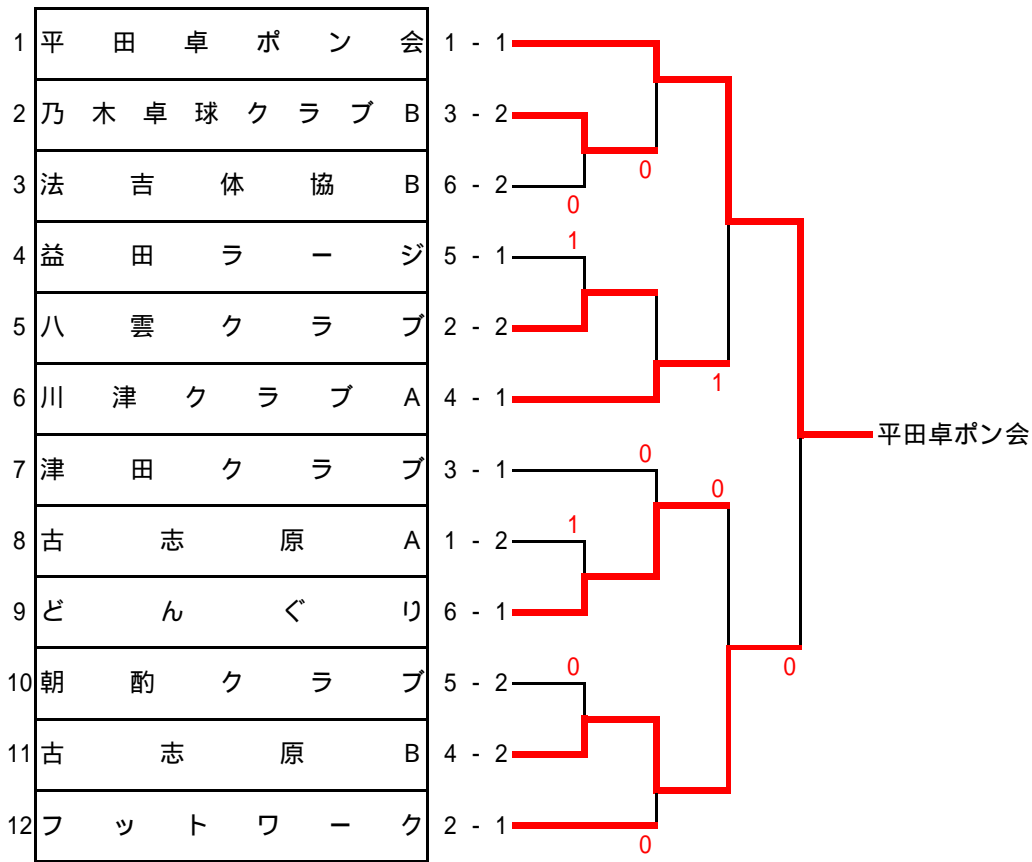 1 平田卓ポン会 1 - 1
2 乃木卓球クラブB 3 - 2
0
3 法吉体協B 6 - 2
0
1
4 益田ラージ 5 - 1
5 八雲クラブ 2 - 2
1
6 川津クラブA 4 - 1
平田卓ポン会
0
7 津田クラブ 3 - 1
0
1
8 古志原A 1 - 2
9 どんぐり 6 - 1
0
0
10 朝酌クラブ 5 - 2
11 古志原B 4 - 2
12 フットワーク 2 - 1
0